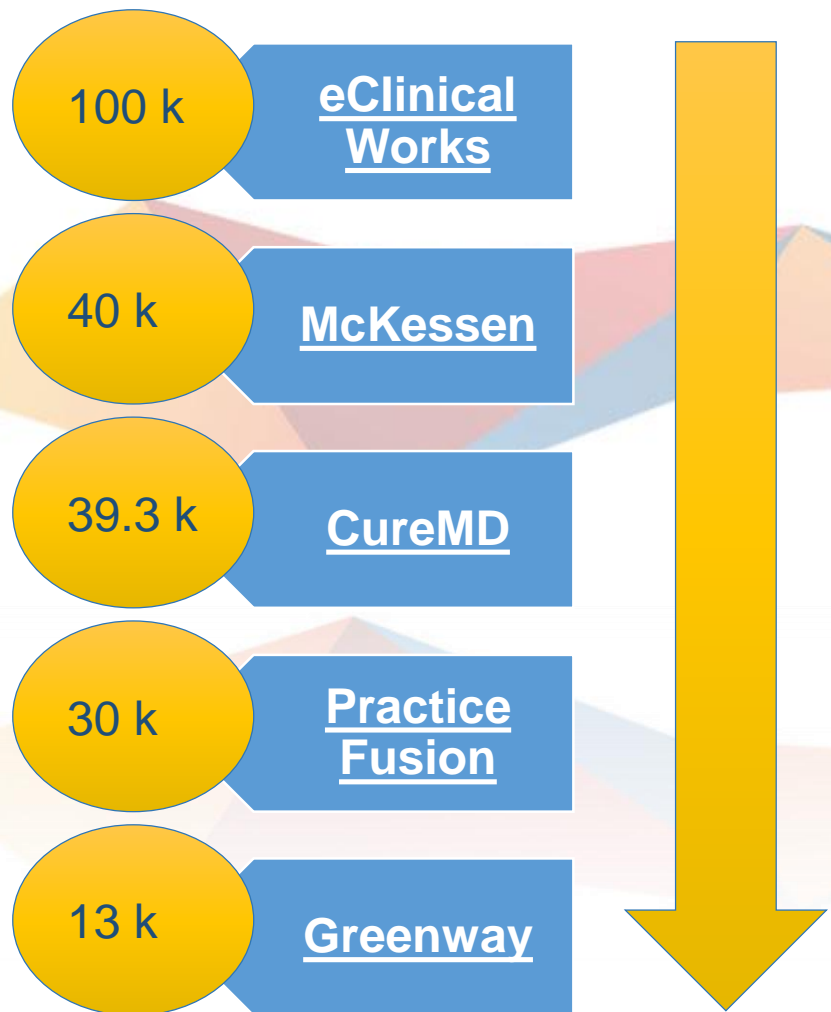 100 k
eClinical
Works
40 k
McKessen
39.3 k
CureMD
30 k
Practice
Fusion
13 k
Greenway